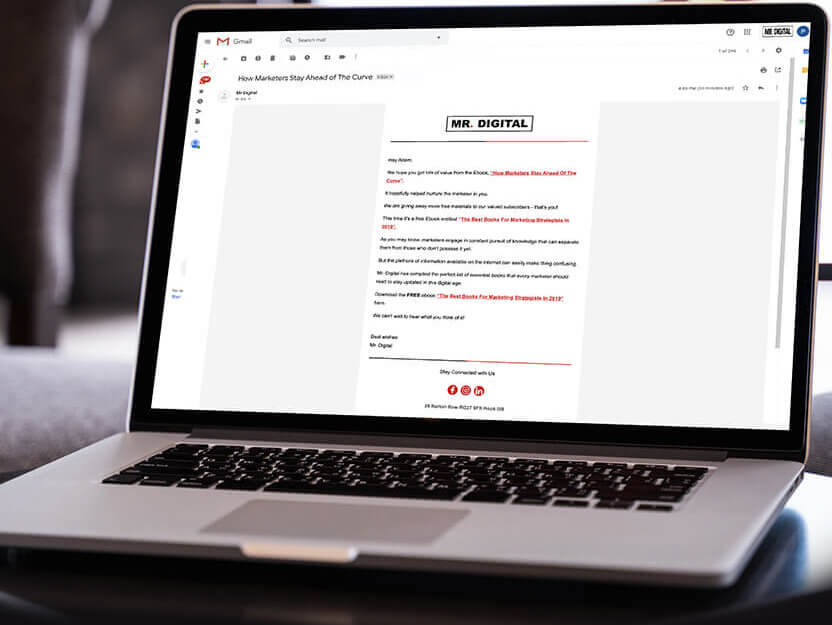 Gmail
Search mail
MR DIGITAL
P
1 of 246
How Marketers Stay Ahead of The Curve Inbox x
Mr Digital
to me
MR. DIGITAL
Hey Adam,
We hope you got lots of value from the Ebook, "How Marketers Stay Ahead Of The
Curve".
It hopefully helped nurture the marketer in you.
We are giving away more free materials to our valued subscribers - that's you!!
This time it's a free Ebook entitled "The Best Books For Marketing Strategists In
2019".
As you may know, marketers engage in constant pursuit of knowledge that can separate
them from those who don't possess it yet.
But the plethora of information available on the internet can easily make thing confusing.
Mr. Digital has compiled the perfect list of essential books that every marketer should
read to stay updated in this digital age.
Download the FREE ebook "The Best Books For Marketing Strategists In 2019"
here.
We can't wait to hear what you think of it!
Best wishes
Mr. Digital
Stay Connected with Us
28 Barton Row RG27 9FS Hook GB